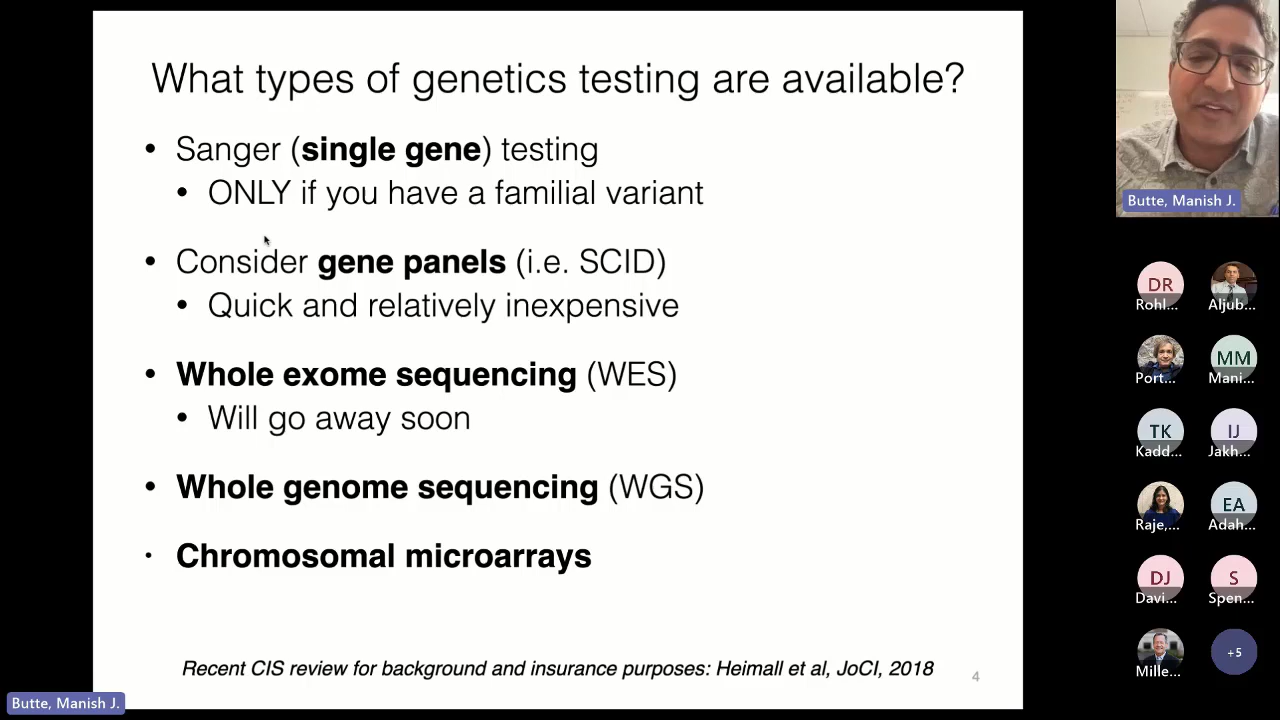 What types of genetics testing are available?
• Sanger (single gene) testing
• ONLY if you have a familial variant
• Consider gene panels (i.e. SCID)
• Quick and relatively inexpensive
• Whole exome sequencing (WES)
• Will go away soon
• Whole genome sequencing (WGS)
• Chromosomal microarrays
Recent CIS review for background and insurance purposes: Heimall et al, JoCI, 2018
4
Butte, Manish J.
Butte, Manish J.
DR
Rohl...
Aljub...
Port...
MM
Mani...
TK
Kadd...
IJ
Jakh...
Raje,...
EA
Adah...
DJ
Davi...
S
Spen...
Mille...
+5